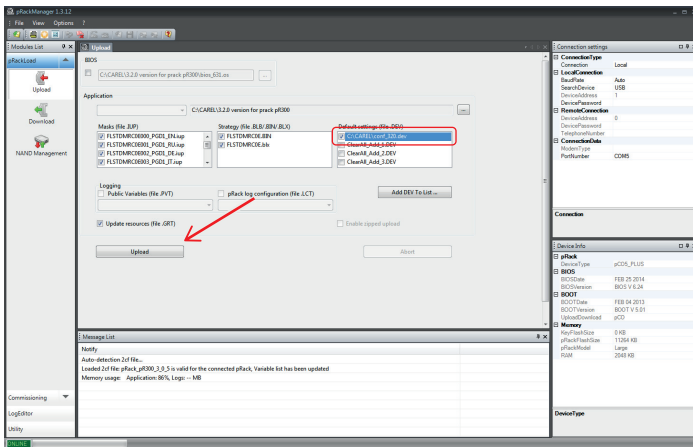 pRackManager 1.3.12
File View Options ?
Modules List
pRackLoad
Upload
Download
NAND Management
Commissioning
LogEditor
Utility
ONLINE
Upload
BIOS
C:\CAREL\3.2.0 version for prack pR300\bios_631.os
...
Application
C:\CAREL\3.2.0 version for prack pR300
...
Masks (file .IUP)
FLSTDMRC0E000_PGD1_EN.iup
FLSTDMRC0E001_PGD1_RU.iup
FLSTDMRC0E002_PGD1_DE.iup
FLSTDMRC0E003_PGD1_IT.iup
Strategy (file .BLB/.BIN/.BLX)
FLSTDMRC0E.BIN
FLSTDMRC0E.blx
Default settings (file .DEV)
C:\CAREL\conf_320.dev
ClearAll_Add_1.DEV
ClearAll_Add_2.DEV
ClearAll_Add_3.DEV
Logging
Public Variables (file .PVT)
pRack log configuration (file .LCT)
Add DEV To List ...
Update resources (file .GRT)
Enable zipped upload
Upload
Abort
Message List
Notify
Auto-detection 2cf file...
Loaded 2cf file: pRack_pR300_3_0_5 is valid for the connected pRack, Variable list has been updated
Memory usage: Application: 86%, Logs: -- MB
Connection settings
ConnectionType
Connection Local
LocalConnection
BaudRate Auto
SearchDevice USB
DeviceAddress 1
DevicePassword
RemoteConnection
DeviceAddress 0
DevicePassword
TelephoneNumber
ConnectionData
ModemType
PortNumber COM5
Connection
Device Info
pRack
DeviceType pCO5_PLUS
BIOS
BIOSDate FEB 25 2014
BIOSVersion BIOS V 6.24
BOOT
BOOTDate FEB 04 2013
BOOTVersion BOOT V 5.01
UploadDownload pCO
Memory
KeyFlashSize 0 KB
pRackFlashSize 11264 KB
pRackModel Large
RAM 2048 KB
DeviceType